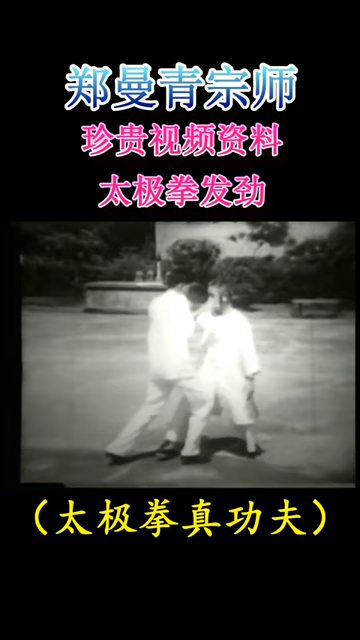 郑曼青宗师
珍贵视频资料
太极拳发劲
（太极拳真功夫）